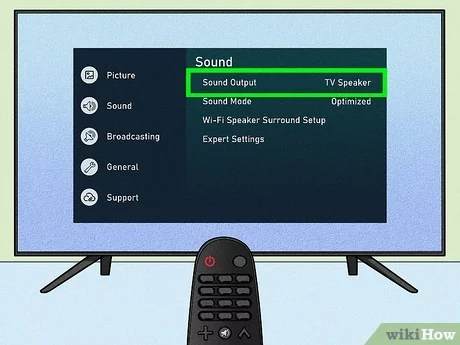 Sound
Picture
Sound
Broadcasting
General
Support
Sound Output TV Speaker
Sound Mode Optimized
Wi-Fi Speaker Surround Setup
Expert Settings
wikiHow